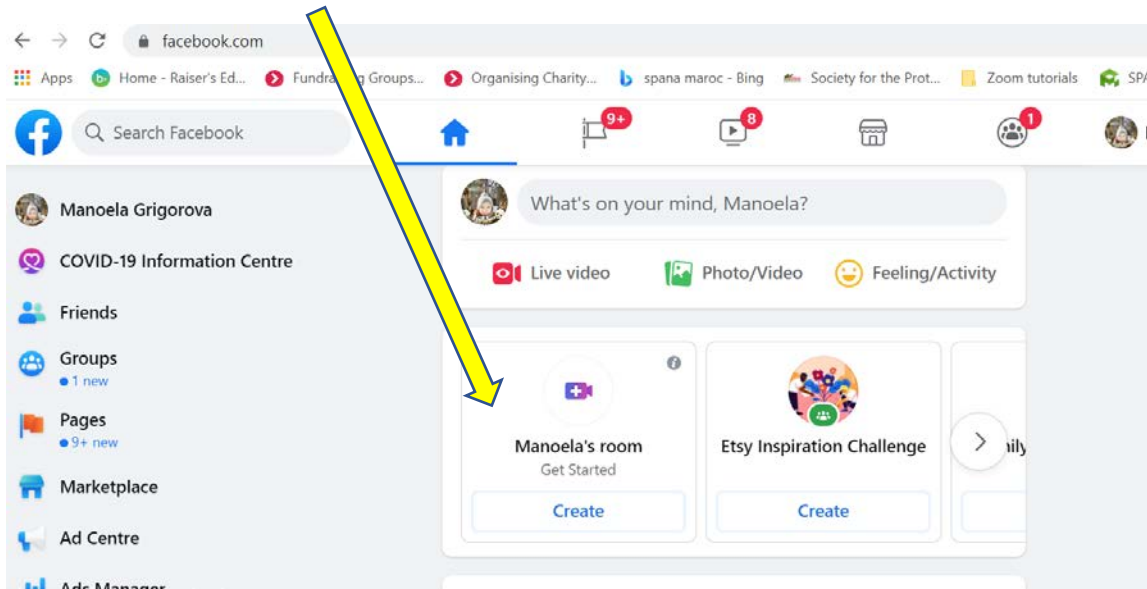 facebook.com
Apps Home - Raiser's Ed... Fundra g Groups... Organising Charity... spana maroc - Bing Society for the Prot... Zoom tutorials SPA
Search Facebook 9+ 8 1
Manoela Grigorova
COVID-19 Information Centre
Friends
Groups
1 new
Pages
9+ new
Marketplace
Ad Centre
Ads Manager
What's on your mind, Manoela?
Live video Photo/Video Feeling/Activity
Manoela's room Etsy Inspiration Challenge
Get Started
Create Create